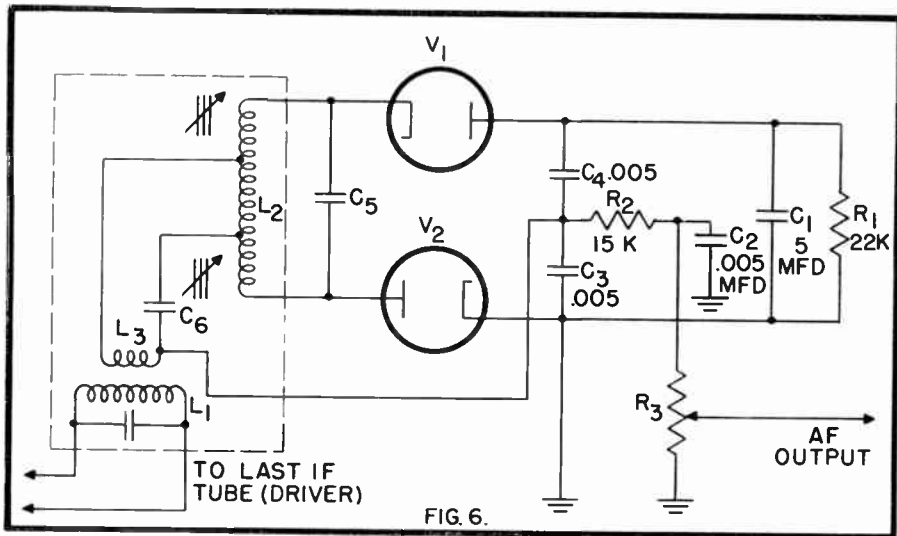 V1
C4 .005
R2
15 K
L2
C5
C1
5
MFD
R1
22K
V2
C2
.005
MFD
C3
.005
C6
L3
L1
R3
AF
OUTPUT
TO LAST IF
TUBE (DRIVER)
FIG. 6.